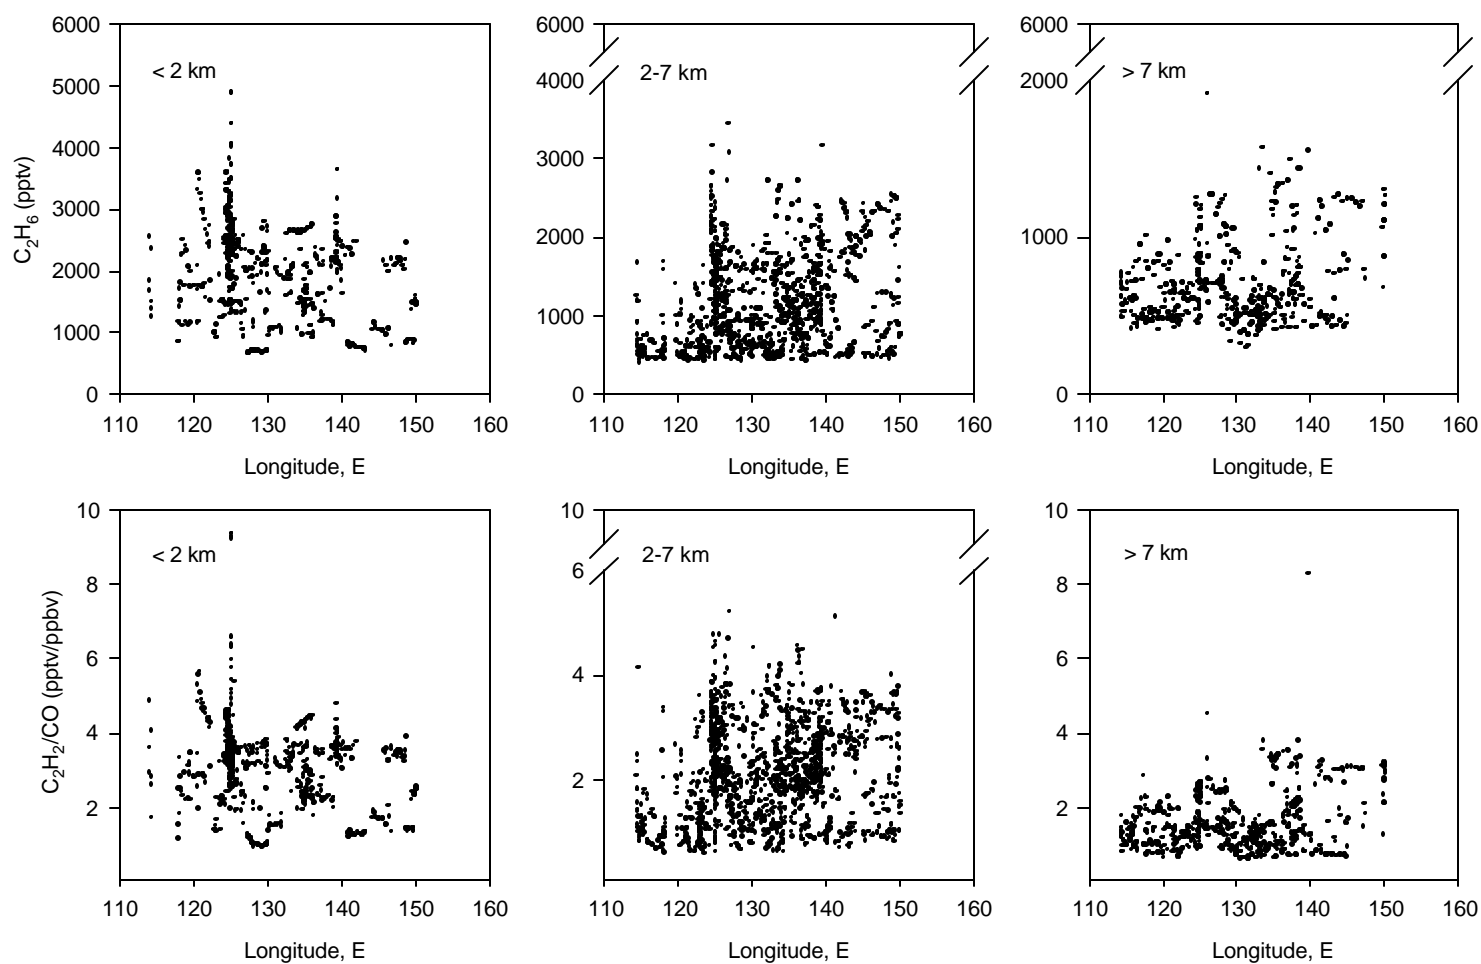 6000
5000
4000
3000
2000
1000
0
C2H6 (pptv)
< 2 km
110 120 130 140 150 160
Longitude, E
6000
4000
3000
2000
1000
0
2-7 km
110 120 130 140 150 160
Longitude, E
6000
2000
1000
0
> 7 km
110 120 130 140 150 160
Longitude, E
10
8
6
4
2
C2H2/CO (pptv/ppbv)
< 2 km
110 120 130 140 150 160
Longitude, E
10
6
4
2
2-7 km
110 120 130 140 150 160
Longitude, E
10
8
6
4
2
> 7 km
110 120 130 140 150 160
Longitude, E